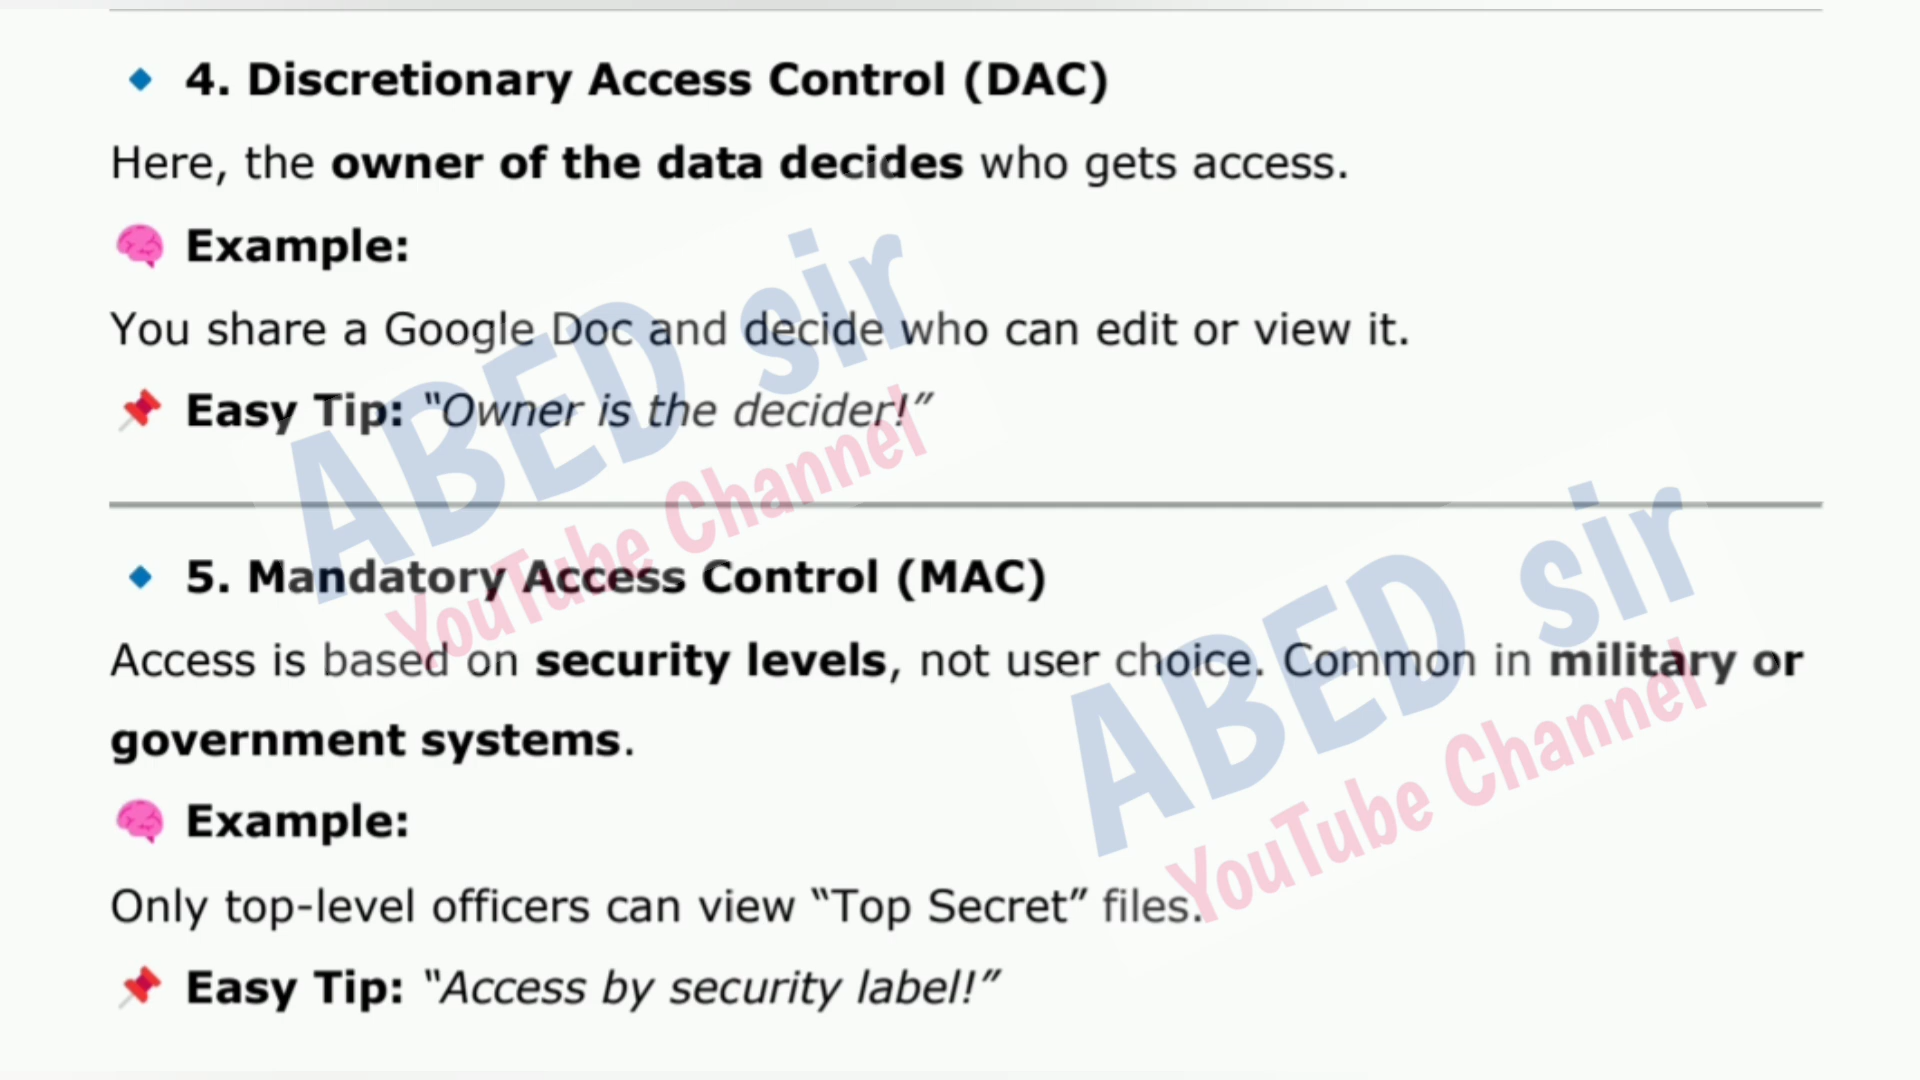 🔹 4. Discretionary Access Control (DAC)
Here, the owner of the data decides who gets access.
🧠 Example:
You share a Google Doc and decide who can edit or view it.
📌 Easy Tip: “Owner is the decider!”
🔹 5. Mandatory Access Control (MAC)
Access is based on security levels, not user choice. Common in military or
government systems.
🧠 Example:
Only top-level officers can view “Top Secret” files.
📌 Easy Tip: “Access by security label!”
ABED sir
YouTube Channel
ABED sir
YouTube Channel